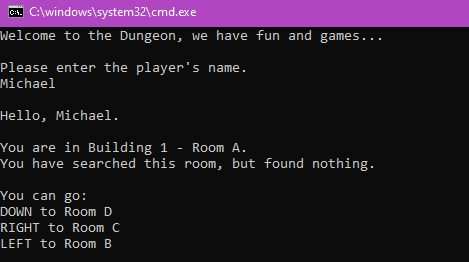 C:\windows\system32\cmd.exe
Welcome to the Dungeon, we have fun and games...
Please enter the player's name.
Michael
Hello, Michael.
You are in Building 1 - Room A.
You have searched this room, but found nothing.
You can go:
DOWN to Room D
RIGHT to Room C
LEFT to Room B